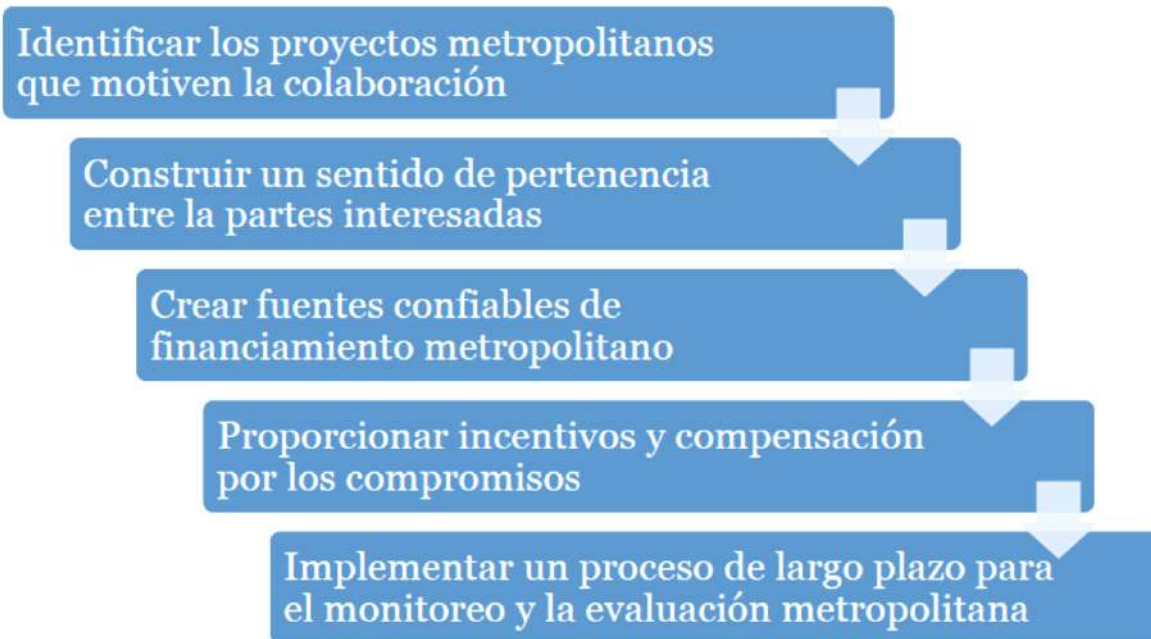 Identificar los proyectos metropolitanos
que motiven la colaboración
Construir un sentido de pertenencia
entre la partes interesadas
Crear fuentes confiables de
financiamiento metropolitano
Proporcionar incentivos y compensación
por los compromisos
Implementar un proceso de largo plazo para
el monitoreo y la evaluación metropolitana